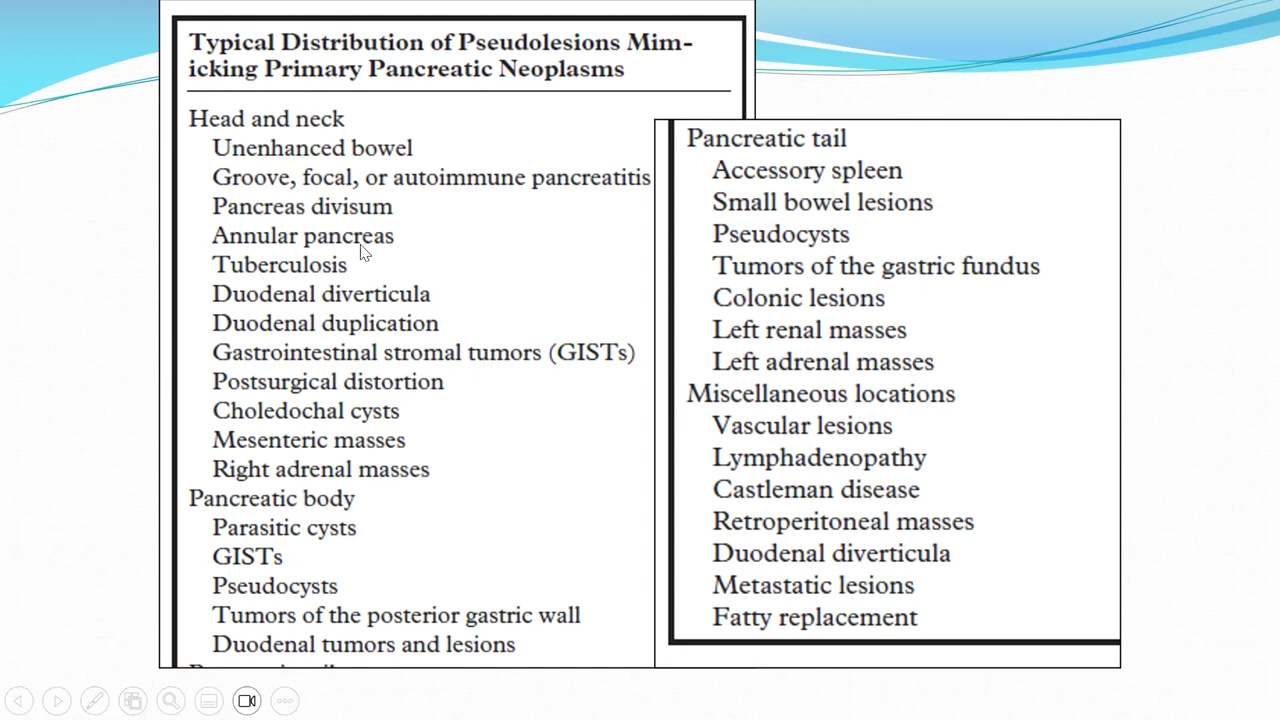 Typical Distribution of Pseudolesions Mim-
icking Primary Pancreatic Neoplasms
Head and neck
Unenhanced bowel
Groove, focal, or autoimmune pancreatitis
Pancreas divisum
Annular pancreas
Tuberculosis
Duodenal diverticula
Duodenal duplication
Gastrointestinal stromal tumors (GISTs)
Postsurgical distortion
Choledochal cysts
Mesenteric masses
Right adrenal masses
Pancreatic body
Parasitic cysts
GISTs
Pseudocysts
Tumors of the posterior gastric wall
Duodenal tumors and lesions
Pancreatic tail
Accessory spleen
Small bowel lesions
Pseudocysts
Tumors of the gastric fundus
Colonic lesions
Left renal masses
Left adrenal masses
Miscellaneous locations
Vascular lesions
Lymphadenopathy
Castleman disease
Retroperitoneal masses
Duodenal diverticula
Metastatic lesions
Fatty replacement